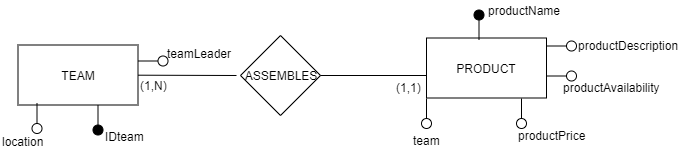 productName
teamLeader
productDescription
TEAM
ASSEMBLES
PRODUCT
(1,N)
(1,1)
productAvailability
location
IDteam
team
productPrice